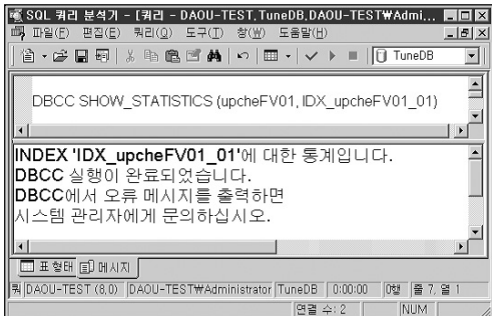 SQL 쿼리 분석기 - [쿼리 - DAOU-TEST.TuneDB.DAOU-TEST₩Admi...
파일(F) 편집(E) 쿼리(Q) 도구(T) 창(W) 도움말(H)
TuneDB
DBCC SHOW_STATISTICS (upcheFV01, IDX_upcheFV01_01)
INDEX 'IDX_upcheFV01_01'에 대한 통계입니다.
DBCC 실행이 완료되었습니다.
DBCC에서 오류 메시지를 출력하면
시스템 관리자에게 문의하십시오.
표 형태 메시지
쿼 DAOU-TEST (8.0) DAOU-TEST₩Administrator TuneDB 0:00:00 0행 줄 7, 열 1
연결 수: 2 NUM